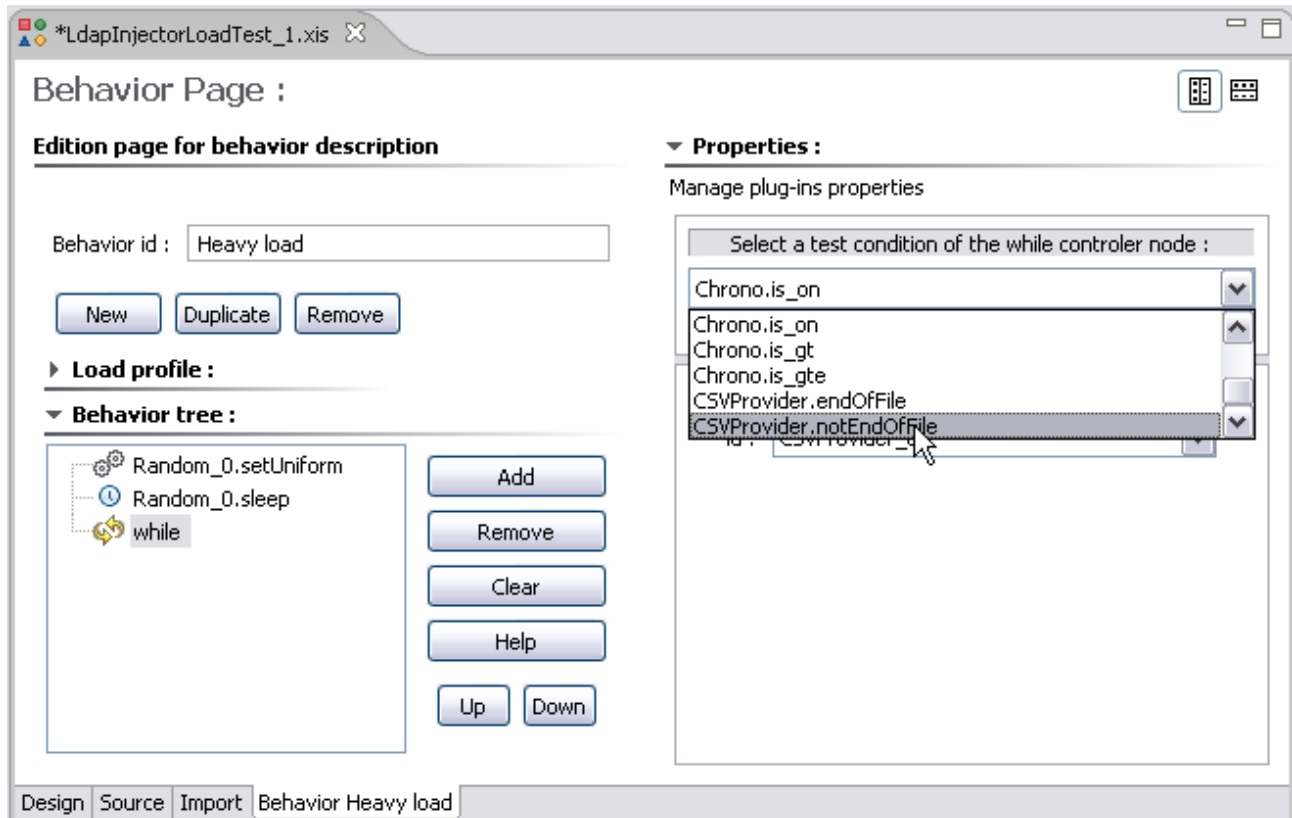 *LdapInjectorLoadTest_1.xis
Behavior Page :
Edition page for behavior description
Behavior id :
Heavy load
New
Duplicate
Remove
Load profile :
Behavior tree :
Random_0.setUniform
Random_0.sleep
while
Add
Remove
Clear
Help
Up
Down
Properties :
Manage plug-ins properties
Select a test condition of the while controler node :
Chrono.is_on
Chrono.is_on
Chrono.is_gt
Chrono.is_gte
CSVProvider.endOfFile
CSVProvider.notEndOfFile
Design
Source
Import
Behavior Heavy load